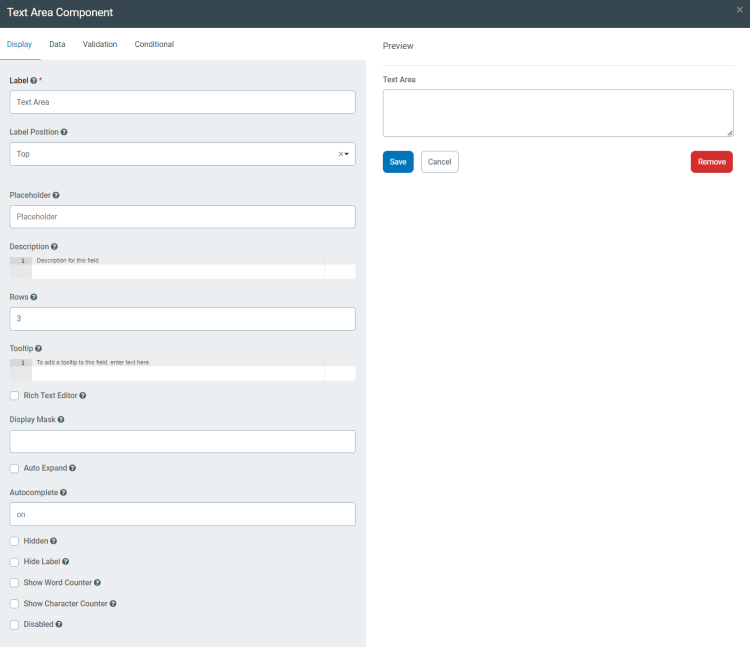 Text Area Component
×
Display Data Validation Conditional
Label *
Text Area
Label Position
Top
×
Placeholder
Placeholder
Description
1 Description for this field.
Rows
3
Tooltip
1 To add a tooltip to this field, enter text here.
Rich Text Editor
Display Mask
Auto Expand
Autocomplete
on
Hidden
Hide Label
Show Word Counter
Show Character Counter
Disabled
Preview
Text Area
Save Cancel Remove